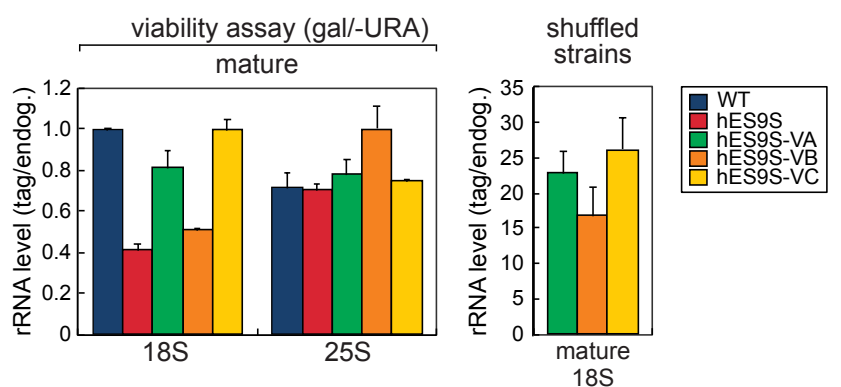 viability assay (gal/-URA)
mature
rRNA level (tag/endog.)
1.2
1.0
0.8
0.6
0.4
0.2
0
18S
25S
shuffled
strains
rRNA level (tag/endog.)
35
30
25
20
15
10
5
0
mature
18S
WT
hES9S
hES9S-VA
hES9S-VB
hES9S-VC